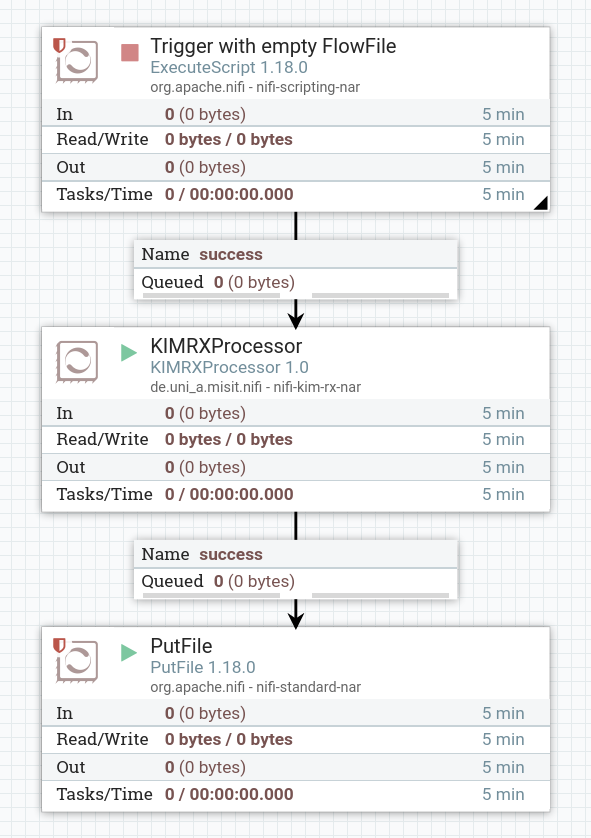 Trigger with empty FlowFile
ExecuteScript 1.18.0
org.apache.nifi - nifi-scripting-nar
In 0 (0 bytes) 5 min
Read/Write 0 bytes / 0 bytes 5 min
Out 0 (0 bytes) 5 min
Tasks/Time 0 / 00:00:00.000 5 min
Name success
Queued 0 (0 bytes)
KIMRXProcessor
KIMRXProcessor 1.0
de.uni_a.misit.nifi - nifi-kim-rx-nar
In 0 (0 bytes) 5 min
Read/Write 0 bytes / 0 bytes 5 min
Out 0 (0 bytes) 5 min
Tasks/Time 0 / 00:00:00.000 5 min
Name success
Queued 0 (0 bytes)
PutFile
PutFile 1.18.0
org.apache.nifi - nifi-standard-nar
In 0 (0 bytes) 5 min
Read/Write 0 bytes / 0 bytes 5 min
Out 0 (0 bytes) 5 min
Tasks/Time 0 / 00:00:00.000 5 min